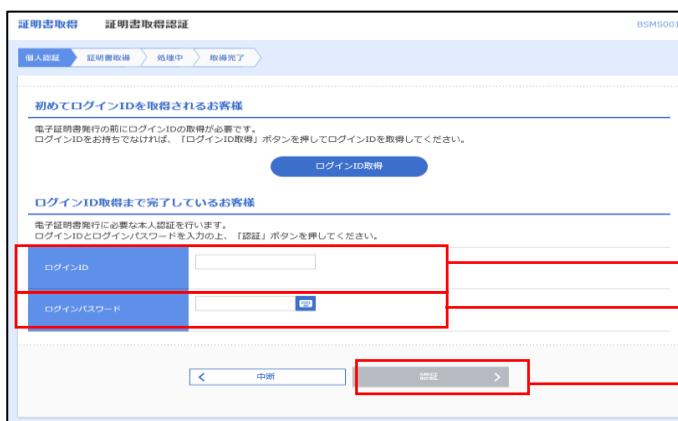 証明書取得 証明書取得認証 BSMS001
個人認証 証明書取得 処理中 取得完了
初めてログインIDを取得されるお客様
電子証明書発行の前にログインIDの取得が必要です。
ログインIDをお持ちでなければ、「ログインID取得」ボタンを押してログインIDを取得してください。
ログインID取得
ログインID取得まで完了しているお客様
電子証明書発行に必要な本人認証を行います。
ログインIDとログインパスワードを入力の上、「認証」ボタンを押してください。
ログインID
ログインパスワード
中断 認証